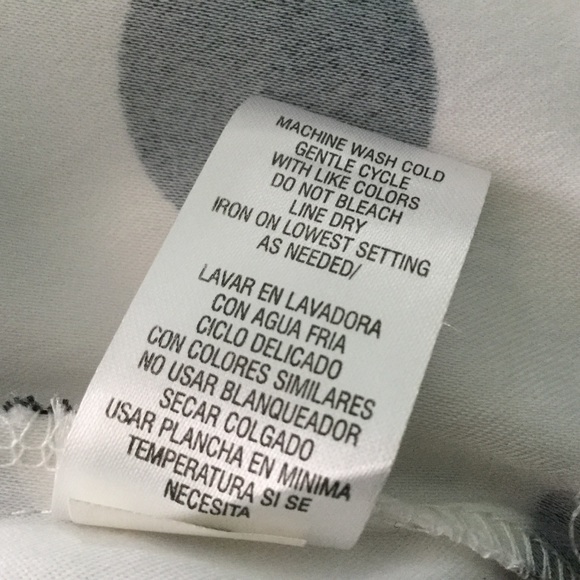 MACHINE WASH COLD
GENTLE CYCLE
WITH LIKE COLORS
DO NOT BLEACH
LINE DRY
IRON ON LOWEST SETTING
AS NEEDED/
LAVAR EN LAVADORA
CON AGUA FRIA
CICLO DELICADO
CON COLORES SIMILARES
NO USAR BLANQUEADOR
SECAR COLGADO
USAR PLANCHA EN MINIMA
TEMPERATURA SI SE
NECESITA